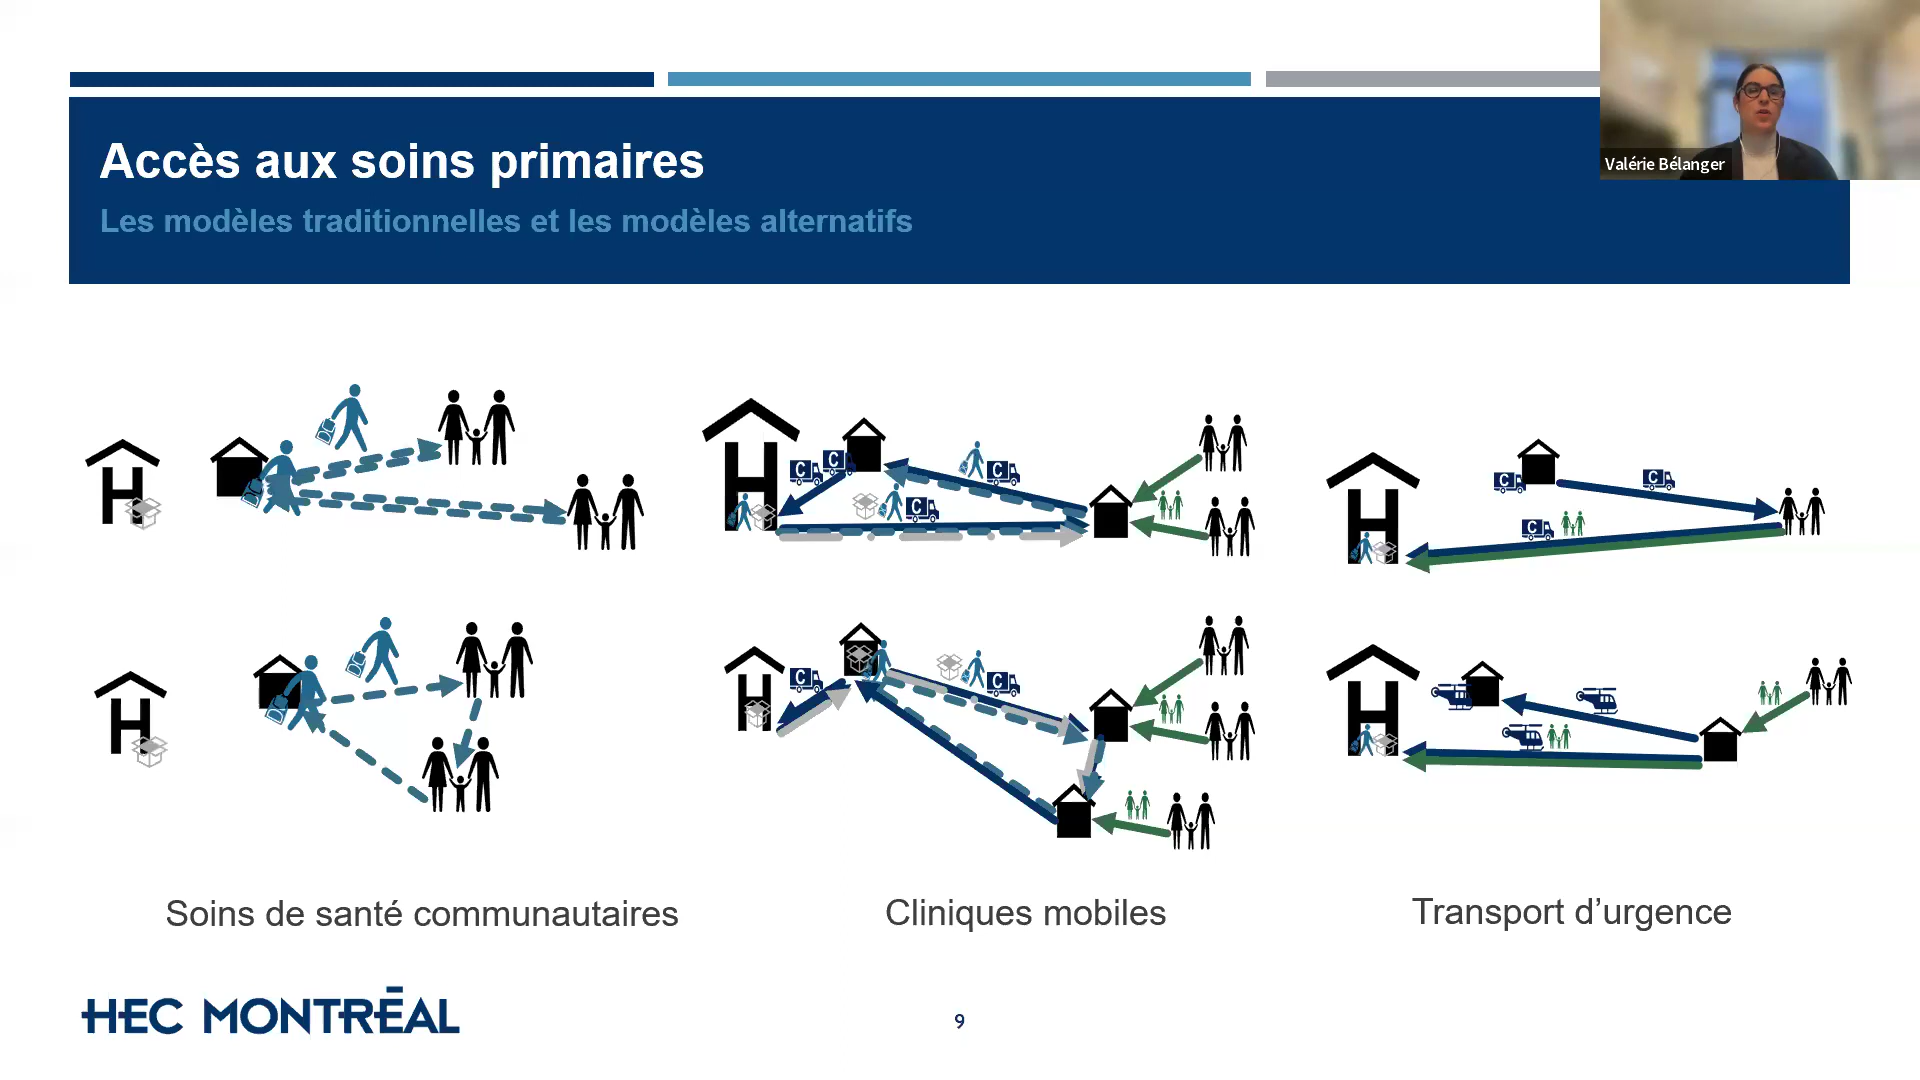 Accès aux soins primaires
Les modèles traditionnelles et les modèles alternatifs
Valérie Bélanger
H
C
C
C
C
H
C
C
C
H
H
C
C
H
H
Soins de santé communautaires
Cliniques mobiles
Transport d’urgence
HEC MONTRÉAL
9